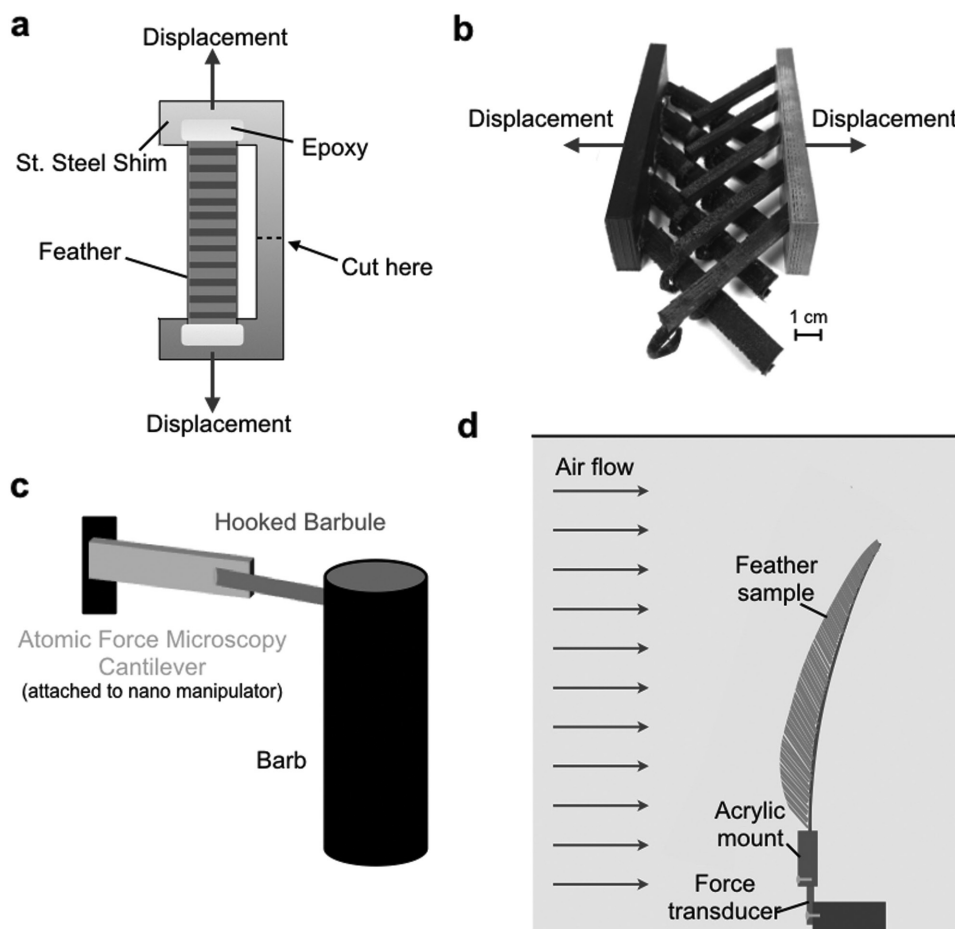 a
Displacement
St. Steel Shim
Epoxy
Feather
Cut here
Displacement
b
Displacement
Displacement
1 cm
c
Hooked Barbule
Atomic Force Microscopy
Cantilever
(attached to nano manipulator)
Barb
d
Air flow
Feather
sample
Acrylic
mount
Force
transducer